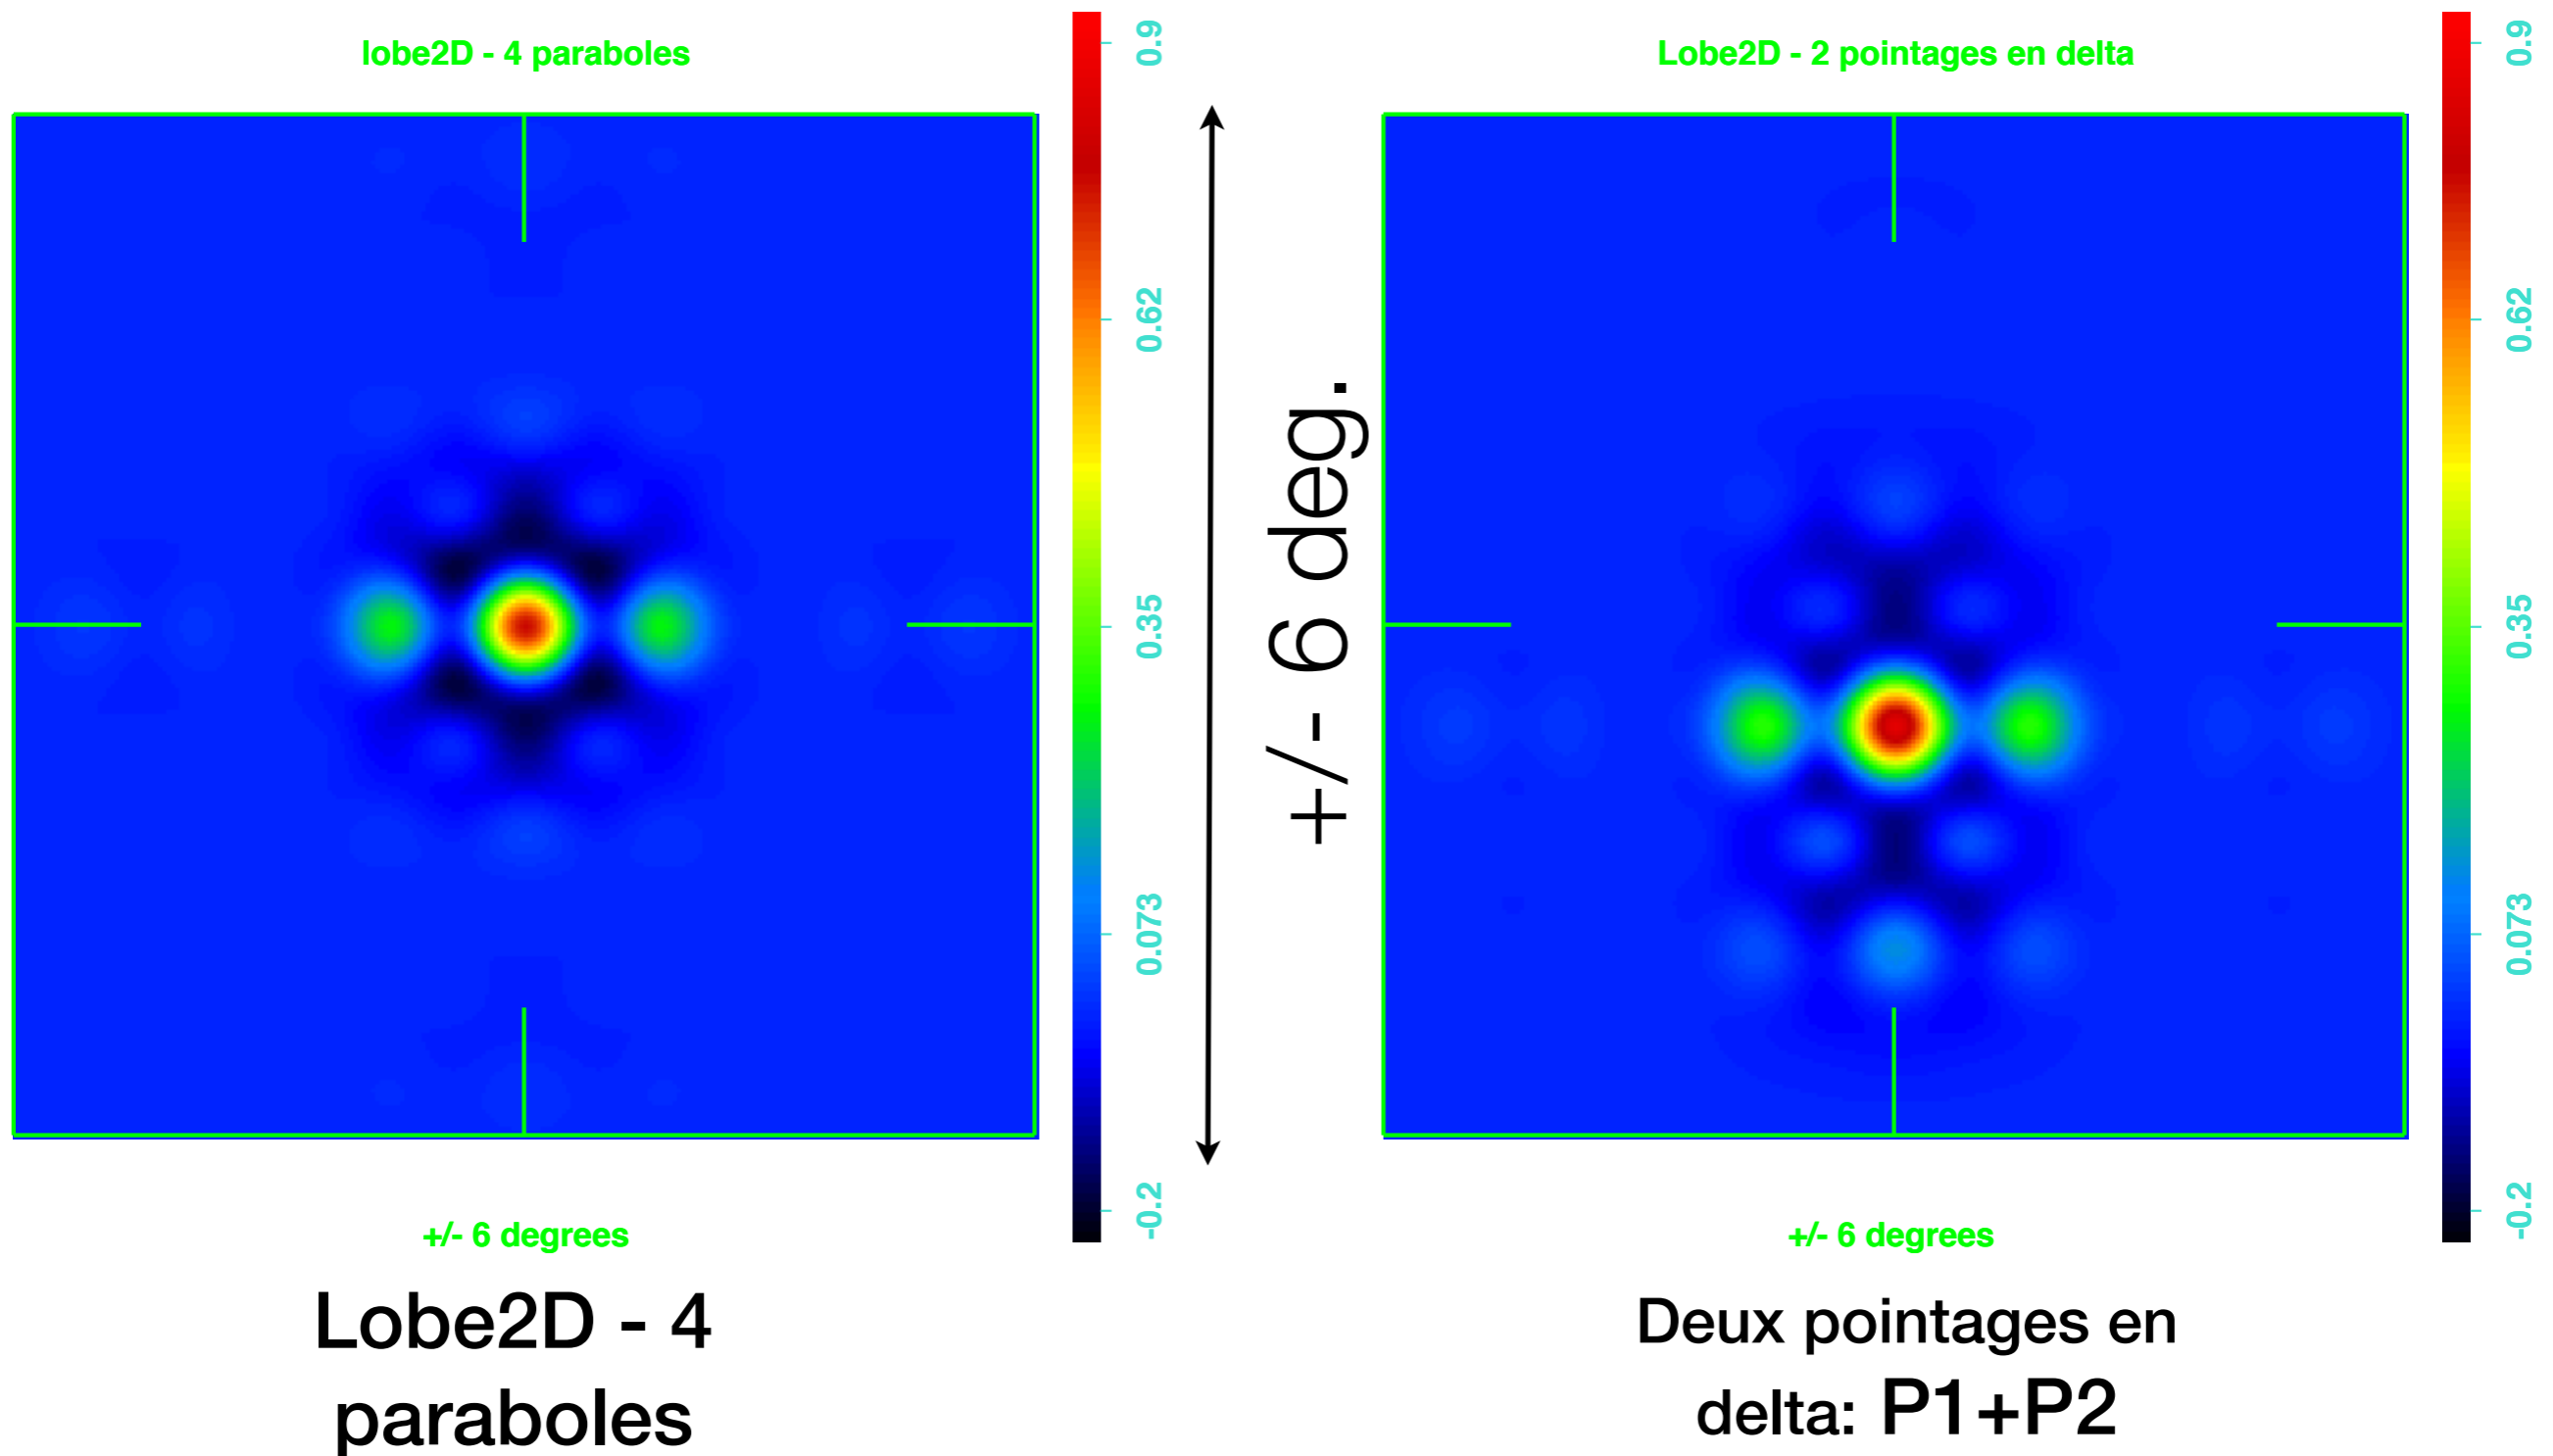 lobe2D - 4 paraboles
0.9
0.62
0.35
0.073
-0.2
+/- 6 degrees
Lobe2D - 4
paraboles
+/- 6 deg.
Lobe2D - 2 pointages en delta
0.9
0.62
0.35
0.073
-0.2
+/- 6 degrees
Deux pointages en
delta: P1+P2